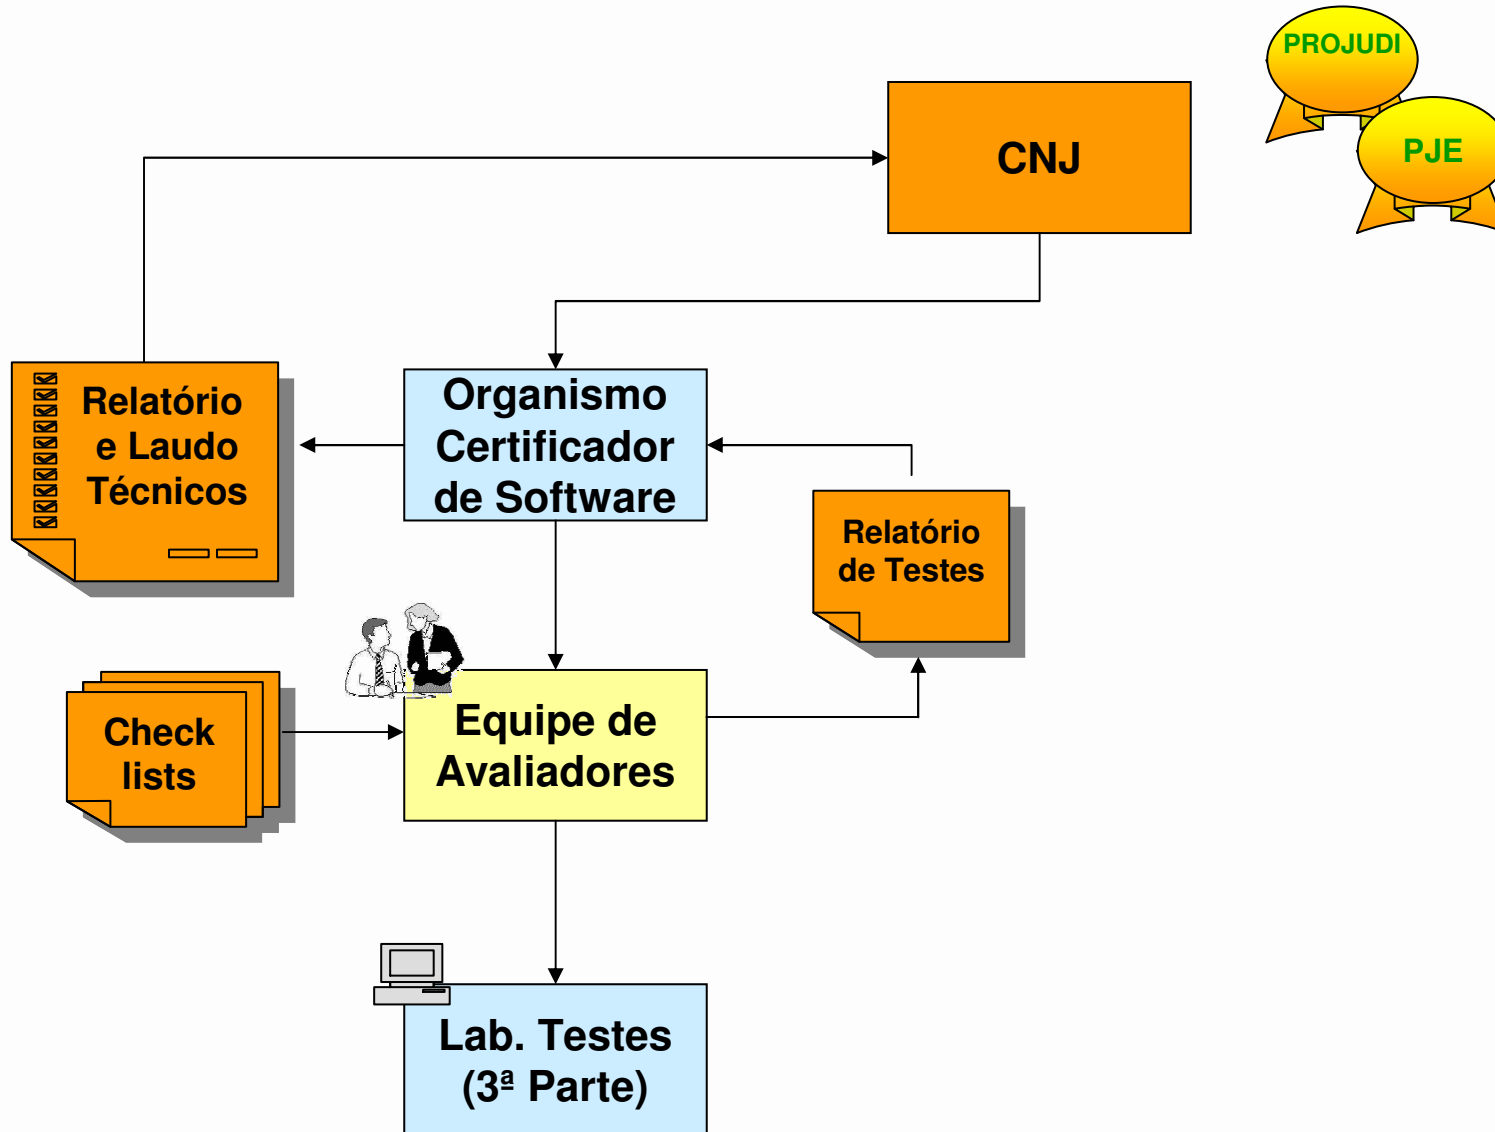 PROJUDI
CNJ
PJE
Relatório
e Laudo
Técnicos
Organismo
Certificador
de Software
Relatório
de Testes
Check
lists
Equipe de
Avaliadores
Lab. Testes
(3ª Parte)